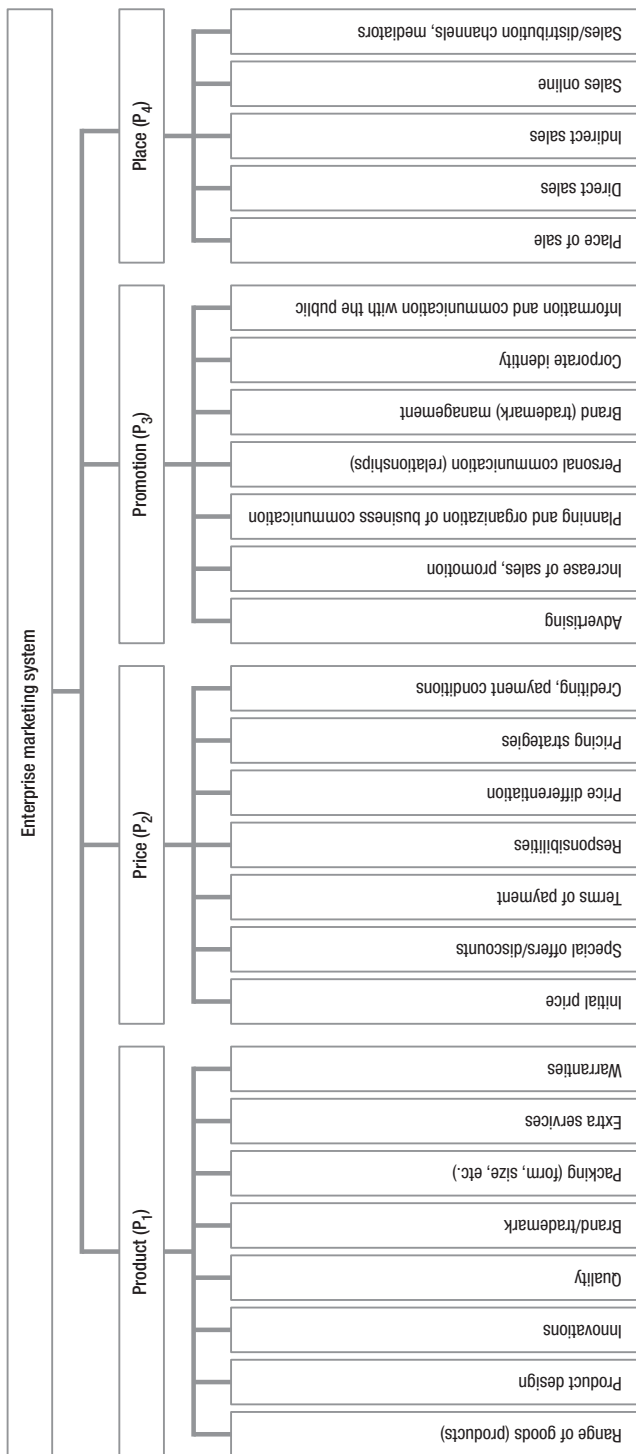 Enterprise marketing system
Product (P₁)
Range of goods (products)
Product design
Innovations
Quality
Brand/trademark
Packing (form, size, etc.)
Extra services
Warranties
Price (P₂)
Initial price
Special offers/discounts
Terms of payment
Responsibilities
Price differentiation
Pricing strategies
Crediting, payment conditions
Promotion (P₃)
Advertising
Increase of sales, promotion
Planning and organization of business communication
Personal communication (relationships)
Brand (trademark) management
Corporate identity
Information and communication with the public
Place (P₄)
Place of sale
Direct sales
Indirect sales
Sales online
Sales/distribution channels, mediators